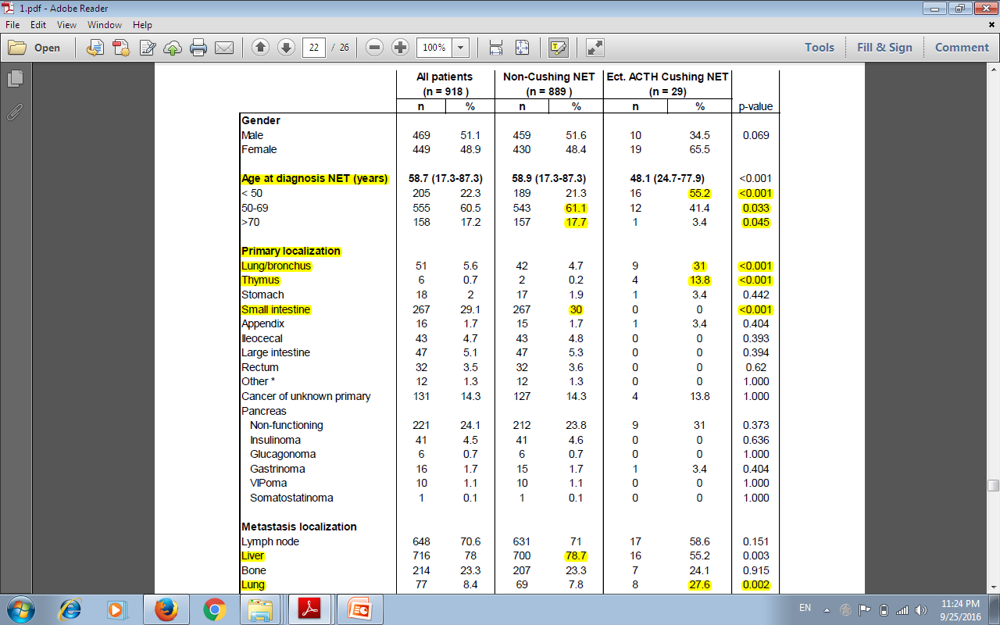 1.pdf - Adobe Reader
File Edit View Window Help
Open 22 / 26 100% Tools Fill & Sign Comment
All patients Non-Cushing NET Ect. ACTH Cushing NET
(n = 918 ) (n = 889 ) (n = 29)
n % n % n % p-value
Gender
Male 469 51.1 459 51.6 10 34.5 0.069
Female 449 48.9 430 48.4 19 65.5
Age at diagnosis NET (years) 58.7 (17.3-87.3) 58.9 (17.3-87.3) 48.1 (24.7-77.9) <0.001
< 50 205 22.3 189 21.3 16 55.2 <0.001
50-69 555 60.5 543 61.1 12 41.4 0.033
>70 158 17.2 157 17.7 1 3.4 0.045
Primary localization
Lung/bronchus 51 5.6 42 4.7 9 31 <0.001
Thymus 6 0.7 2 0.2 4 13.8 <0.001
Stomach 18 2 17 1.9 1 3.4 0.442
Small intestine 267 29.1 267 30 0 0 <0.001
Appendix 16 1.7 15 1.7 1 3.4 0.404
Ileocecal 43 4.7 43 4.8 0 0 0.393
Large intestine 47 5.1 47 5.3 0 0 0.394
Rectum 32 3.5 32 3.6 0 0 0.62
Other * 12 1.3 12 1.3 0 0 1.000
Cancer of unknown primary 131 14.3 127 14.3 4 13.8 1.000
Pancreas
Non-functioning 221 24.1 212 23.8 9 31 0.373
Insulinoma 41 4.5 41 4.6 0 0 0.636
Glucagonoma 6 0.7 6 0.7 0 0 1.000
Gastrinoma 16 1.7 15 1.7 1 3.4 0.404
VIPoma 10 1.1 10 1.1 0 0 1.000
Somatostatinoma 1 0.1 1 0.1 0 0 1.000
Metastasis localization
Lymph node 648 70.6 631 71 17 58.6 0.151
Liver 716 78 700 78.7 16 55.2 0.003
Bone 214 23.3 207 23.3 7 24.1 0.915
Lung 77 8.4 69 7.8 8 27.6 0.002
EN 11:24 PM
9/25/2016